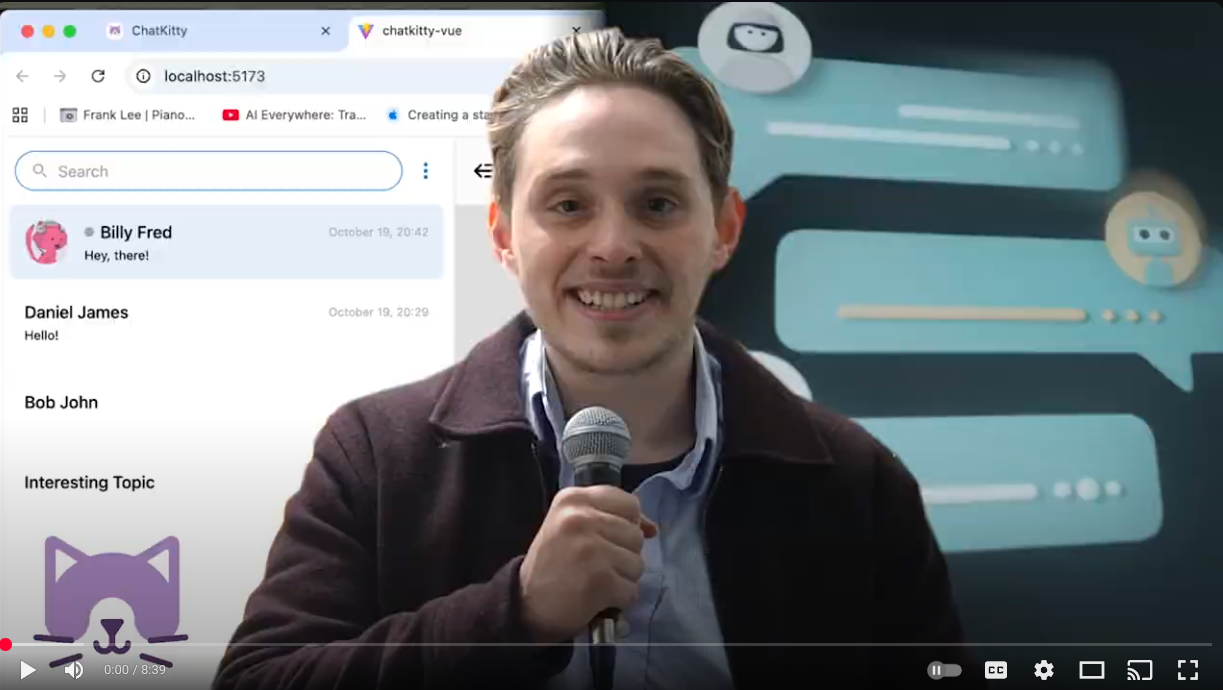 ChatKitty
chatkitty-vue
localhost:5173
Frank Lee | Piano...
AI Everywhere: Tra...
Creating a sta
Search
Billy Fred
October 19, 20:42
Hey, there!
Daniel James
October 19, 20:29
Hello!
Bob John
Interesting Topic
0:00 / 8:39
CC